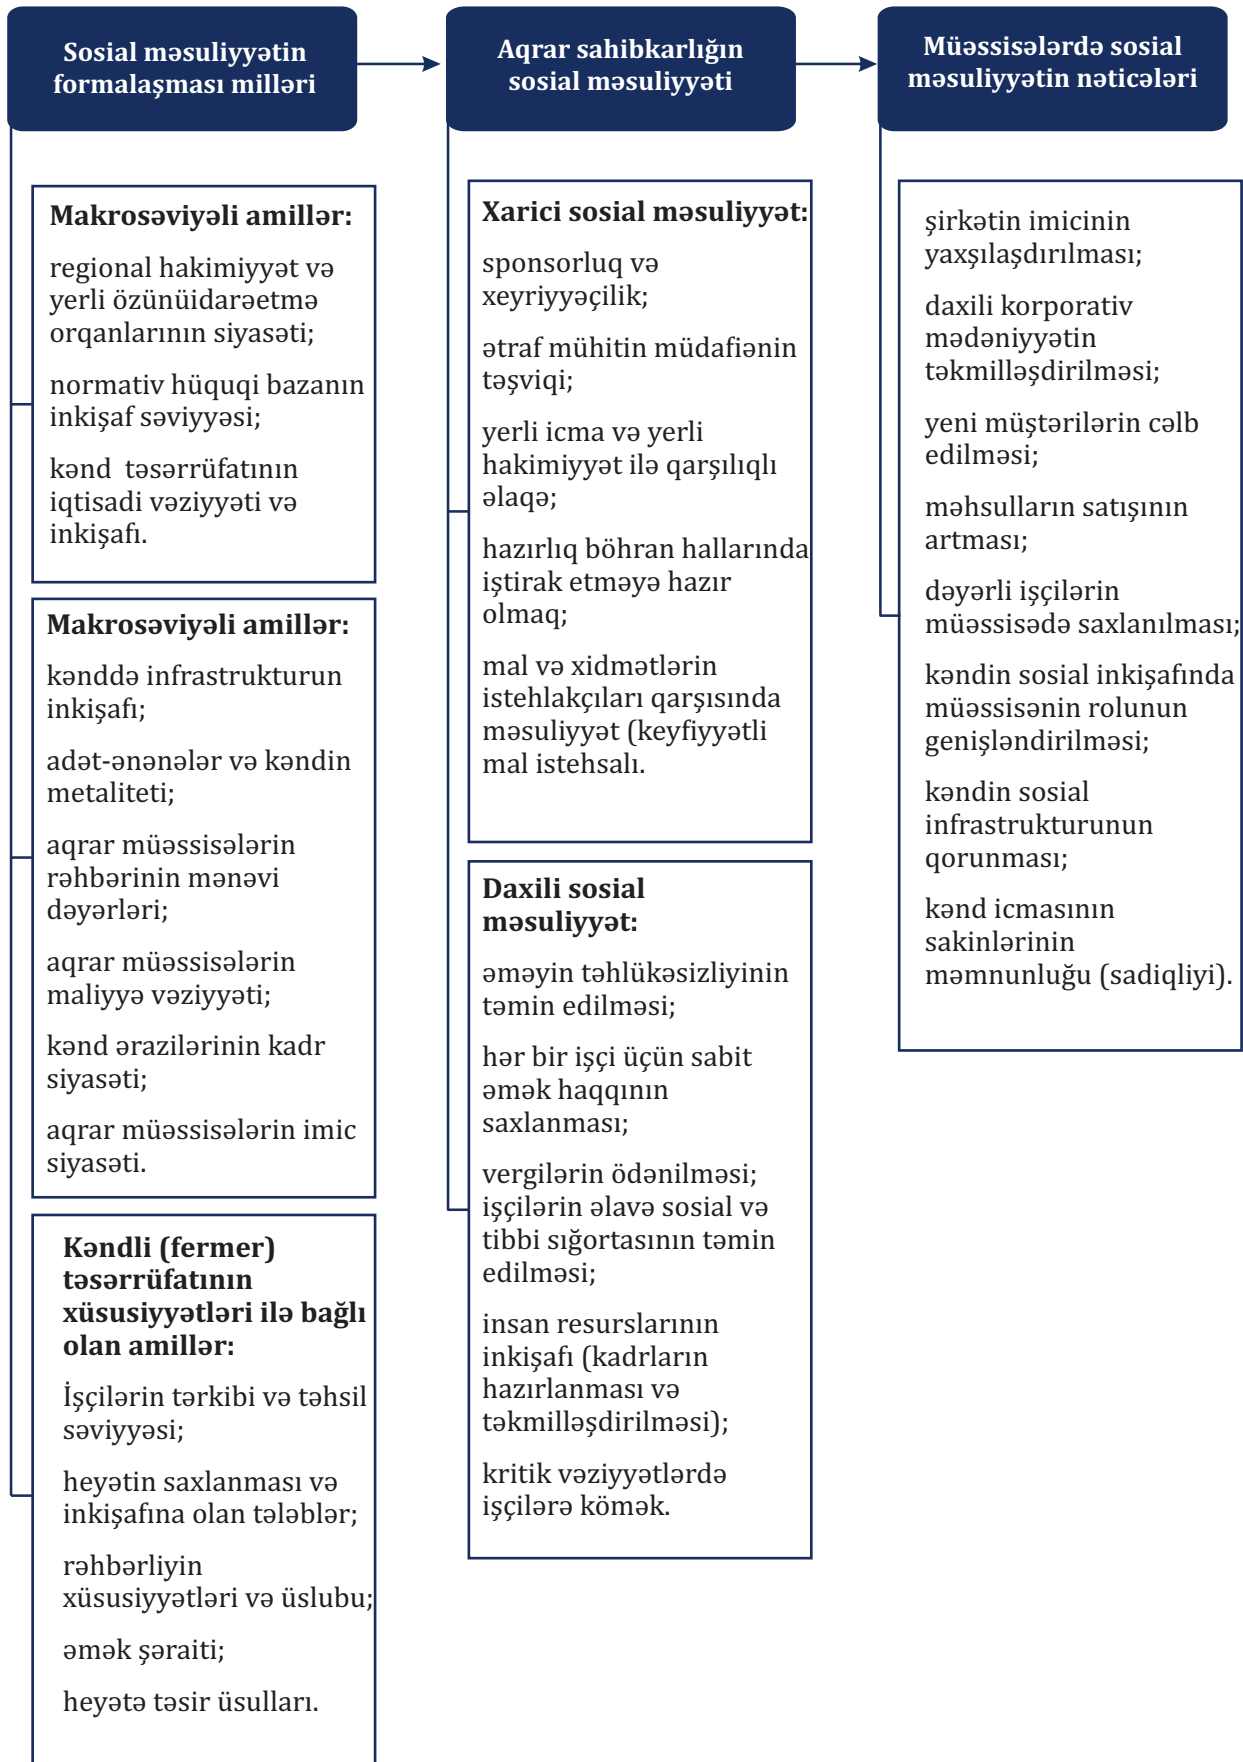 Sosial məsuliyyətin
formalaşması milləri
Aqrar sahibkarlığın
sosial məsuliyyəti
Müəssisələrdə sosial
məsuliyyətin nəticələri
Makrosəviyəli amillər:
regional hakimiyyət və
yerli özünüidarəetmə
orqanlarının siyasəti;
normativ hüquqi bazanın
inkişaf səviyyəsi;
kənd təsərrüfatının
iqtisadi vəziyyəti və
inkişafı.
Makrosəviyəli amillər:
kənddə infrastrukturun
inkişafı;
adət-ənənələr və kəndin
metaliteti;
aqrar müəssisələrin
rəhbərinin mənəvi
dəyərləri;
aqrar müəssisələrin
maliyyə vəziyyəti;
kənd ərazilərinin kadr
siyasəti;
aqrar müəssisələrin imic
siyasəti.
Kəndli (fermer)
təsərrüfatının
xüsusiyyətləri ilə bağlı
olan amillər:
İşçilərin tərkibi və təhsil
səviyyəsi;
heyətin saxlanması və
inkişafına olan tələblər;
rəhbərliyin
xüsusiyyətləri və üslubu;
əmək şəraiti;
heyətə təsir üsulları.
Xarici sosial məsuliyyət:
sponsorluq və
xeyriyyəçilik;
ətraf mühitin müdafiənin
təşviqi;
yerli icma və yerli
hakimiyyət ilə qarşılıqlı
əlaqə;
hazırlıq böhran hallarında
iştirak etməyə hazır
olmaq;
mal və xidmətlərin
istehlakçıları qarşısında
məsuliyyət (keyfiyyətli
mal istehsalı.
Daxili sosial
məsuliyyət:
əməyin təhlükəsizliyinin
təmin edilməsi;
hər bir işçi üçün sabit
əmək haqqının
saxlanması;
vergilərin ödənilməsi;
işçilərin əlavə sosial və
tibbi sığortasının təmin
edilməsi;
insan resurslarının
inkişafı (kadrların
hazırlanması və
təkmilləşdirilməsi);
kritik vəziyyətlərdə
işçilərə kömək.
şirkətin imicinin
yaxşılaşdırılması;
daxili korporativ
mədəniyyətin
təkmilləşdirilməsi;
yeni müştərilərin cəlb
edilməsi;
məhsulların satışının
artması;
dəyərli işçilərin
müəssisədə saxlanılması;
kəndin sosial inkişafında
müəssisənin rolunun
genişləndirilməsi;
kəndin sosial
infrastrukturunun
qorunması;
kənd icmasının
sakinlərinin
məmnunluğu (sadiqliyi).